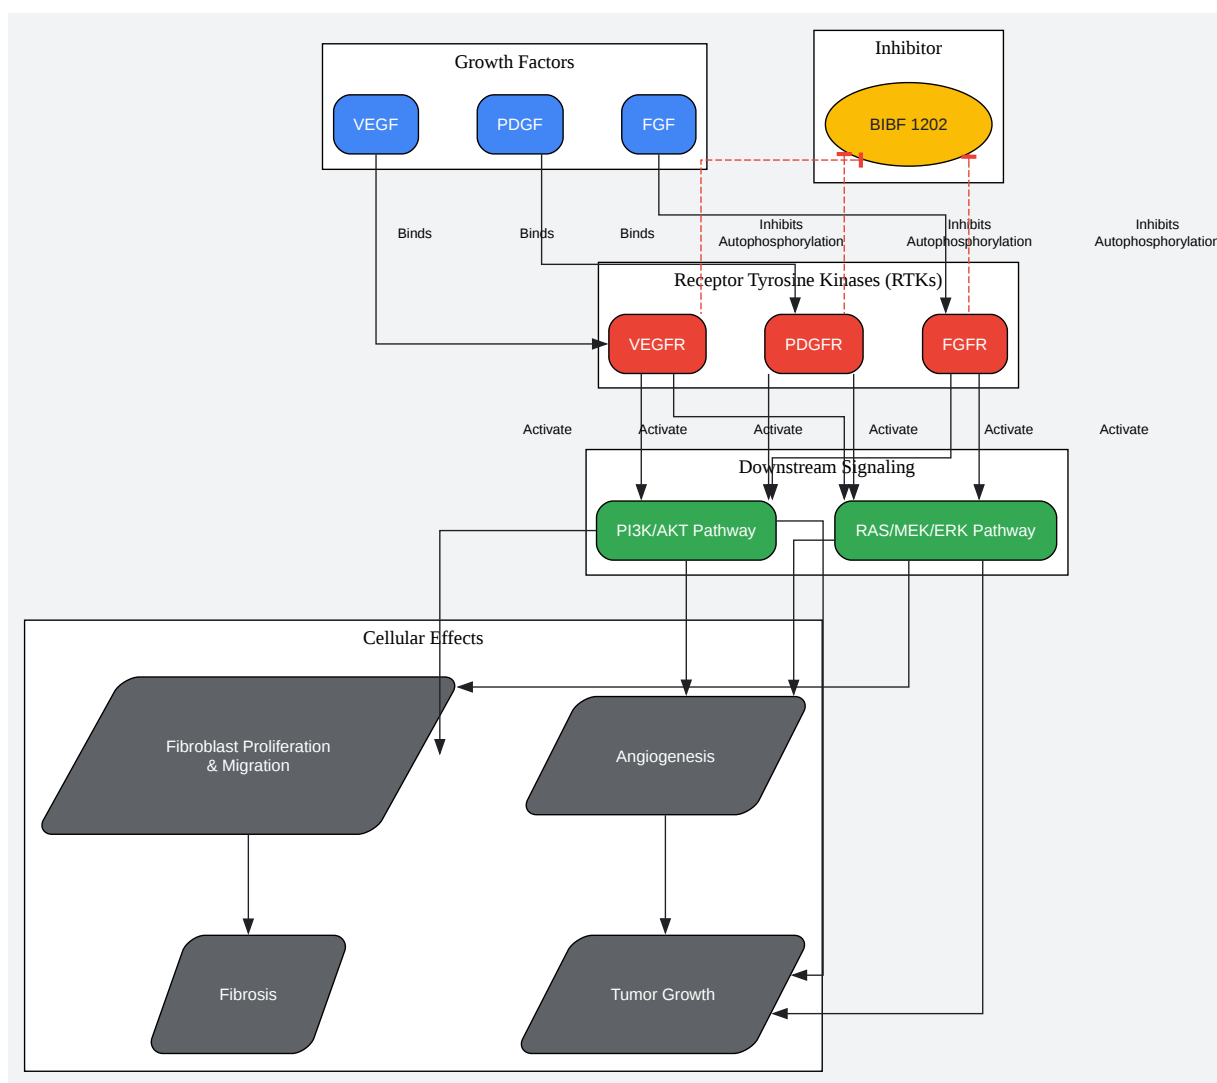 Growth Factors
Inhibitor
VEGF
PDGF
FGF
BIBF 1202
Binds
Binds
Binds
Inhibits
Autophosphorylation
Inhibits
Autophosphorylation
Inhibits
Autophosphorylation
Receptor Tyrosine Kinases (RTKs)
VEGFR
PDGFR
FGFR
Activate
Activate
Activate
Activate
Activate
Activate
Downstream Signaling
PI3K/AKT Pathway
RAS/MEK/ERK Pathway
Cellular Effects
Fibroblast Proliferation
& Migration
Angiogenesis
Fibrosis
Tumor Growth